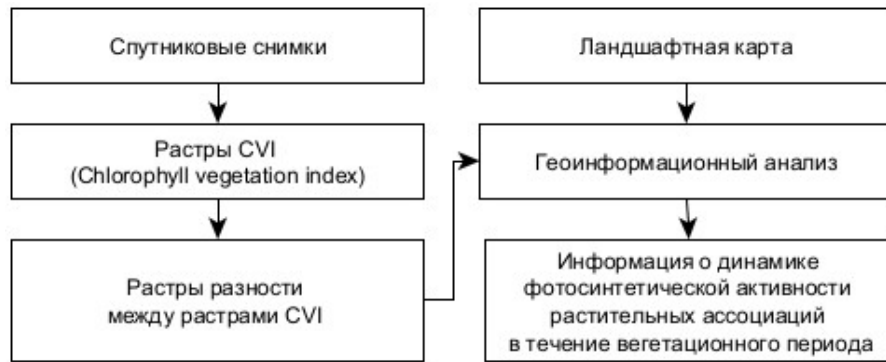 Спутниковые снимки
Ландшафтная карта
Растры CVI
(Chlorophyll vegetation index)
Геоинформационный анализ
Растры разности
между растрами CVI
Информация о динамике
фотосинтетической активности
растительных ассоциаций
в течение вегетационного периода